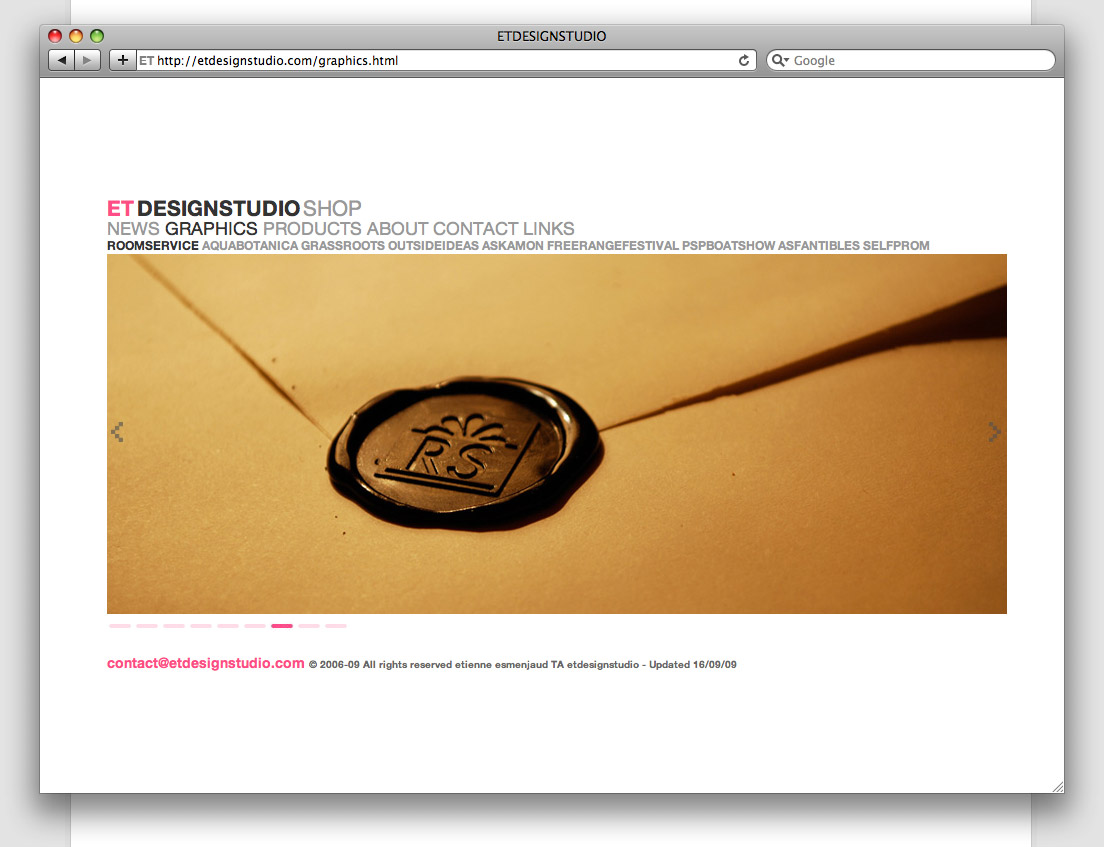 ETDESIGNSTUDIO
ET http://etdesignstudio.com/graphics.html
Google
ET DESIGNSTUDIO SHOP
NEWS GRAPHICS PRODUCTS ABOUT CONTACT LINKS
ROOMSERVICE AQUABOTANICA GRASSROOTS OUTSIDEIDEAS ASKAMON FREERANGEFESTIVAL PSPBOATSHOW ASFANTIBLES SELFPROM
RS
contact@etdesignstudio.com © 2006-09 All rights reserved etienne esmenjaud TA etdesignstudio - Updated 16/09/09